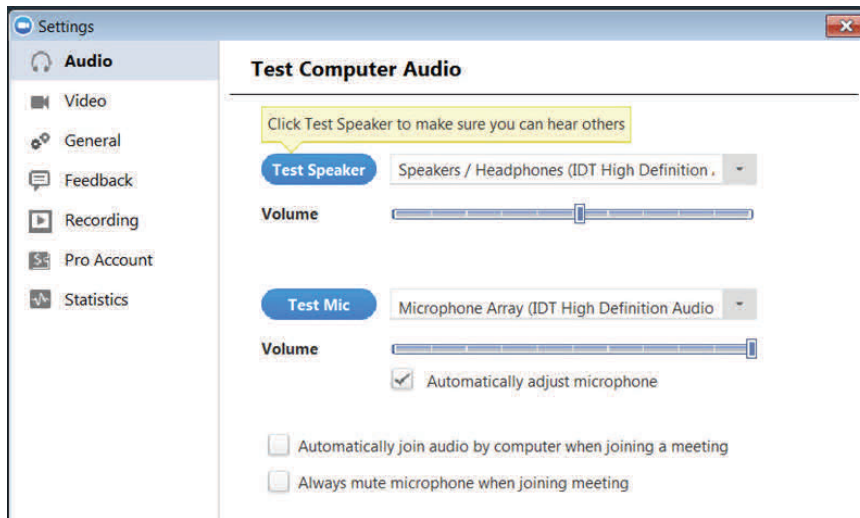 Settings
Audio
Video
General
Feedback
Recording
Pro Account
Statistics
Test Computer Audio
Click Test Speaker to make sure you can hear others
Test Speaker
Speakers / Headphones (IDT High Definition
Volume
Test Mic
Microphone Array (IDT High Definition Audio
Volume
Automatically adjust microphone
Automatically join audio by computer when joining a meeting
Always mute microphone when joining meeting